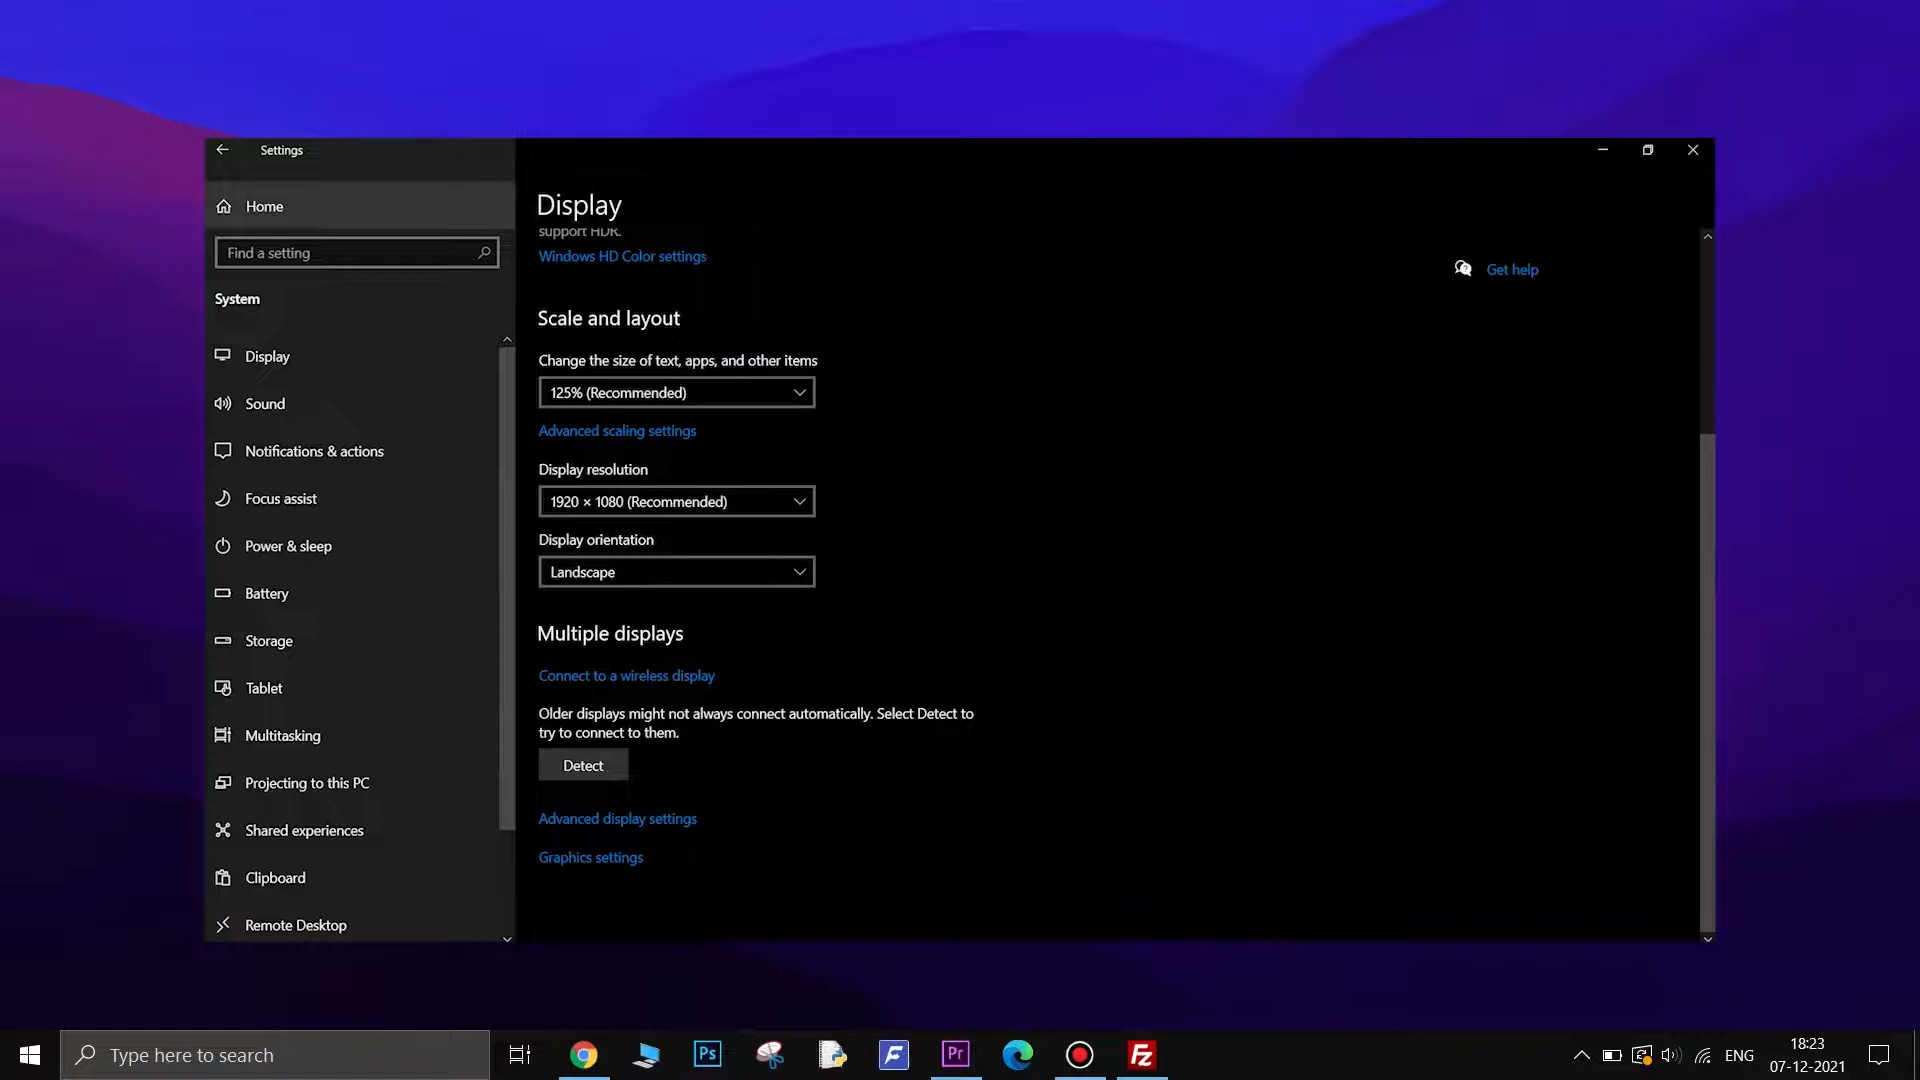 Settings
Home
Find a setting
System
Display
Sound
Notifications & actions
Focus assist
Power & sleep
Battery
Storage
Tablet
Multitasking
Projecting to this PC
Shared experiences
Clipboard
Remote Desktop
Display
support HDR.
Windows HD Color settings
Get help
Scale and layout
Change the size of text, apps, and other items
125% (Recommended)
Advanced scaling settings
Display resolution
1920 × 1080 (Recommended)
Display orientation
Landscape
Multiple displays
Connect to a wireless display
Older displays might not always connect automatically. Select Detect to
try to connect to them.
Detect
Advanced display settings
Graphics settings
Type here to search
Ps
F
Pr
Fz
ENG
18:23
07-12-2021